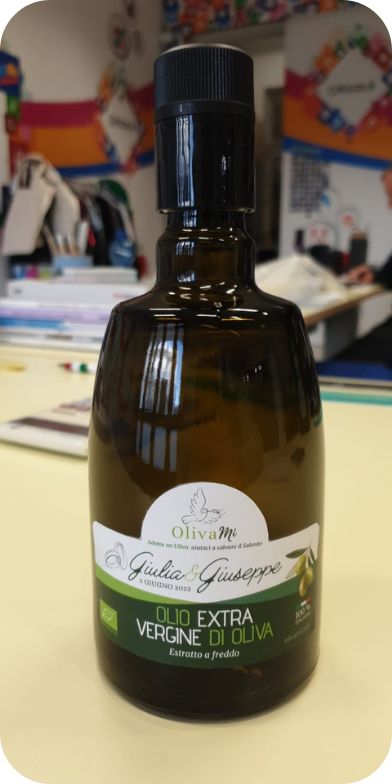 OlivaMi
Adotta un Ulivo, aiutaci a salvare il Salento
Giulia & Giuseppe
3 GIUGNO 2023
OLIO EXTRA
VERGINE DI OLIVA
Estratto a freddo
100%